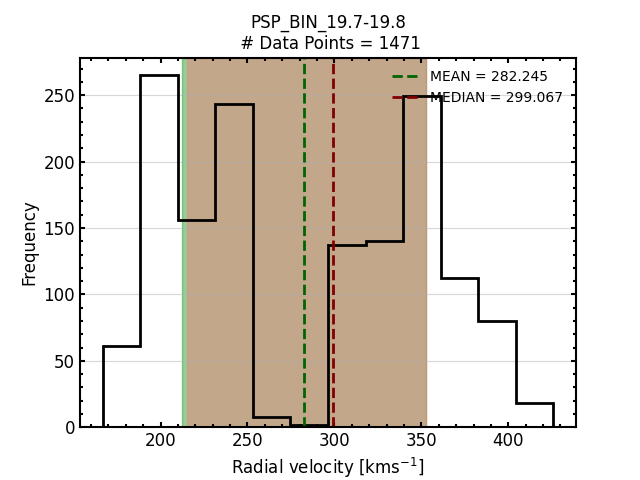 PSP_BIN_19.7-19.8
# Data Points = 1471
MEAN = 282.245
MEDIAN = 299.067
Frequency
250
200
150
100
50
0
200 250 300 350 400
Radial velocity [kms⁻¹]